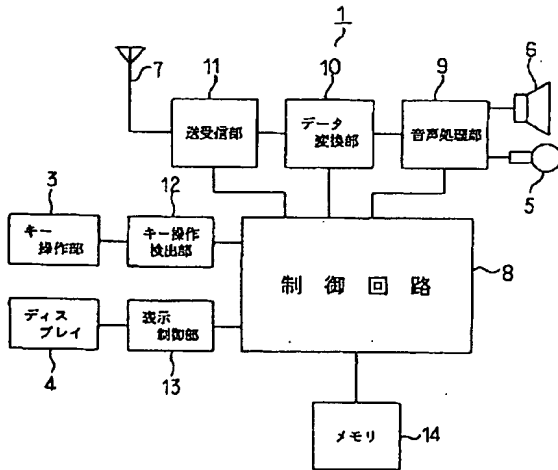 1
7
11
10
9
6
送受信部
データ
変換部
音声処理部
5
3
12
キー
操作部
キー操作
検出部
制御回路
8
ディス
プレイ
表示
制御部
4
13
メモリ
14